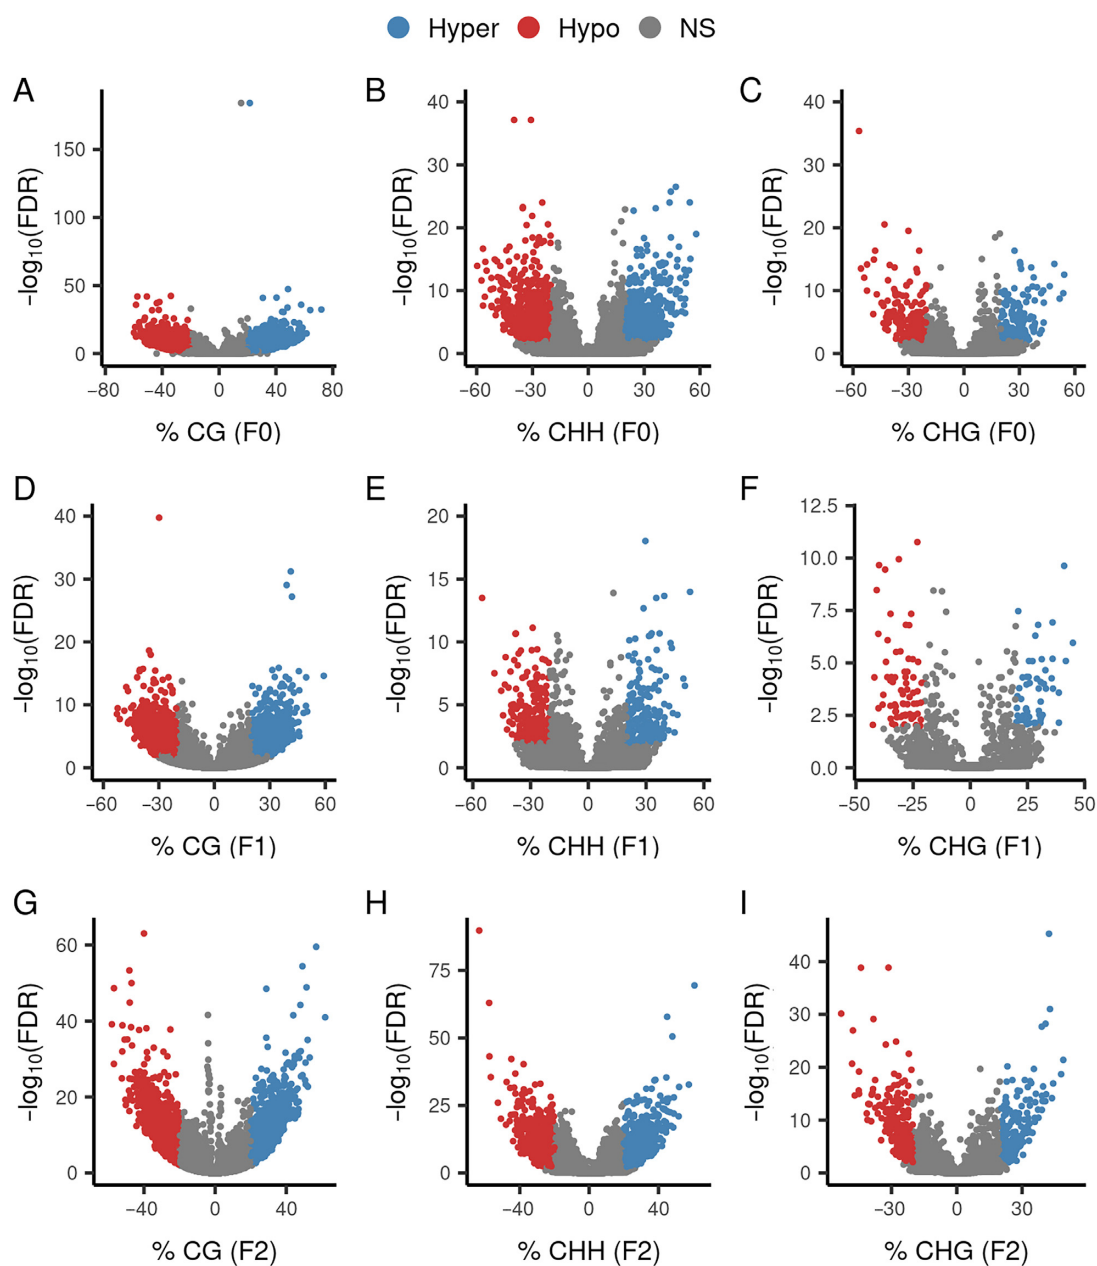 Hyper Hypo NS
A
−log10(FDR)
150
100
50
0
−80 −40 0 40 80
% CG (F0)
B
−log10(FDR)
40
30
20
10
0
−60 −30 0 30 60
% CHH (F0)
C
−log10(FDR)
40
30
20
10
0
−60 −30 0 30 60
% CHG (F0)
D
−log10(FDR)
40
30
20
10
0
−60 −30 0 30 60
% CG (F1)
E
−log10(FDR)
20
15
10
5
0
−60 −30 0 30 60
% CHH (F1)
F
−log10(FDR)
12.5
10.0
7.5
5.0
2.5
0.0
−50 −25 0 25 50
% CHG (F1)
G
−log10(FDR)
60
40
20
0
−40 0 40
% CG (F2)
H
−log10(FDR)
75
50
25
0
−40 0 40
% CHH (F2)
I
−log10(FDR)
40
30
20
10
0
−30 0 30
% CHG (F2)